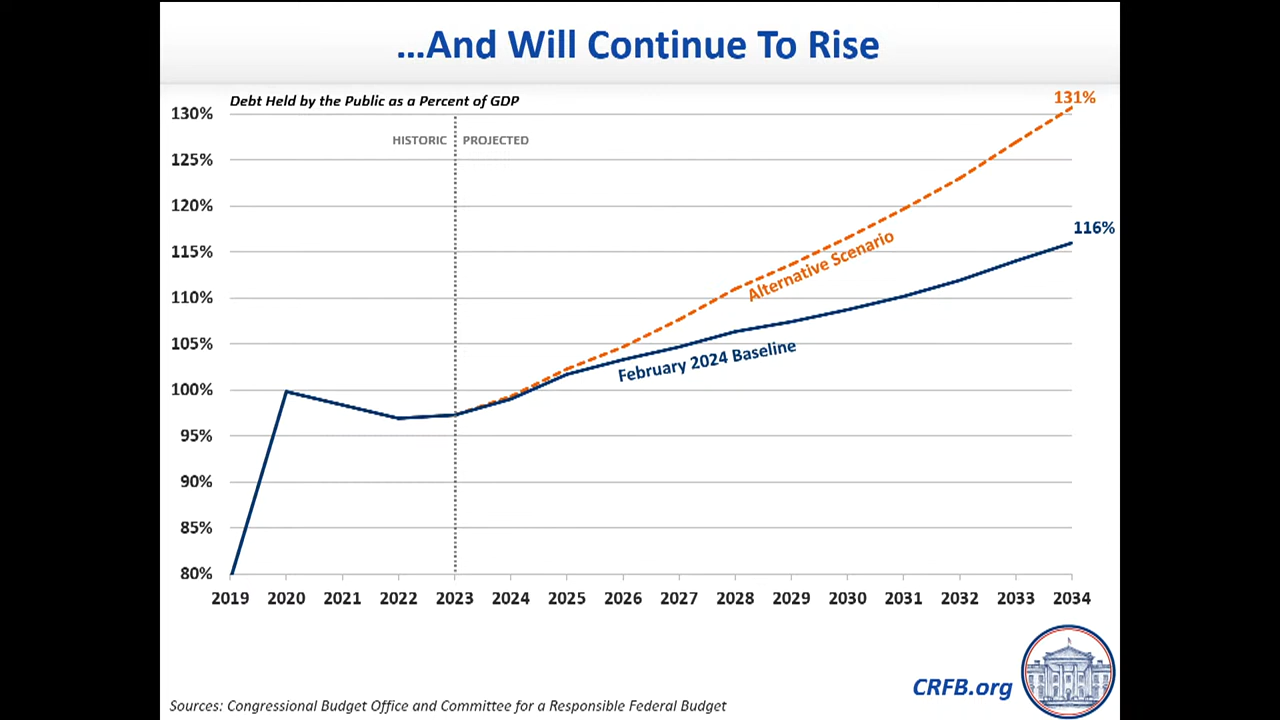 ...And Will Continue To Rise
Debt Held by the Public as a Percent of GDP
130%
125%
120%
115%
110%
105%
100%
95%
90%
85%
80%
HISTORIC
PROJECTED
131%
116%
Alternative Scenario
February 2024 Baseline
2019 2020 2021 2022 2023 2024 2025 2026 2027 2028 2029 2030 2031 2032 2033 2034
CRFB.org
Sources: Congressional Budget Office and Committee for a Responsible Federal Budget